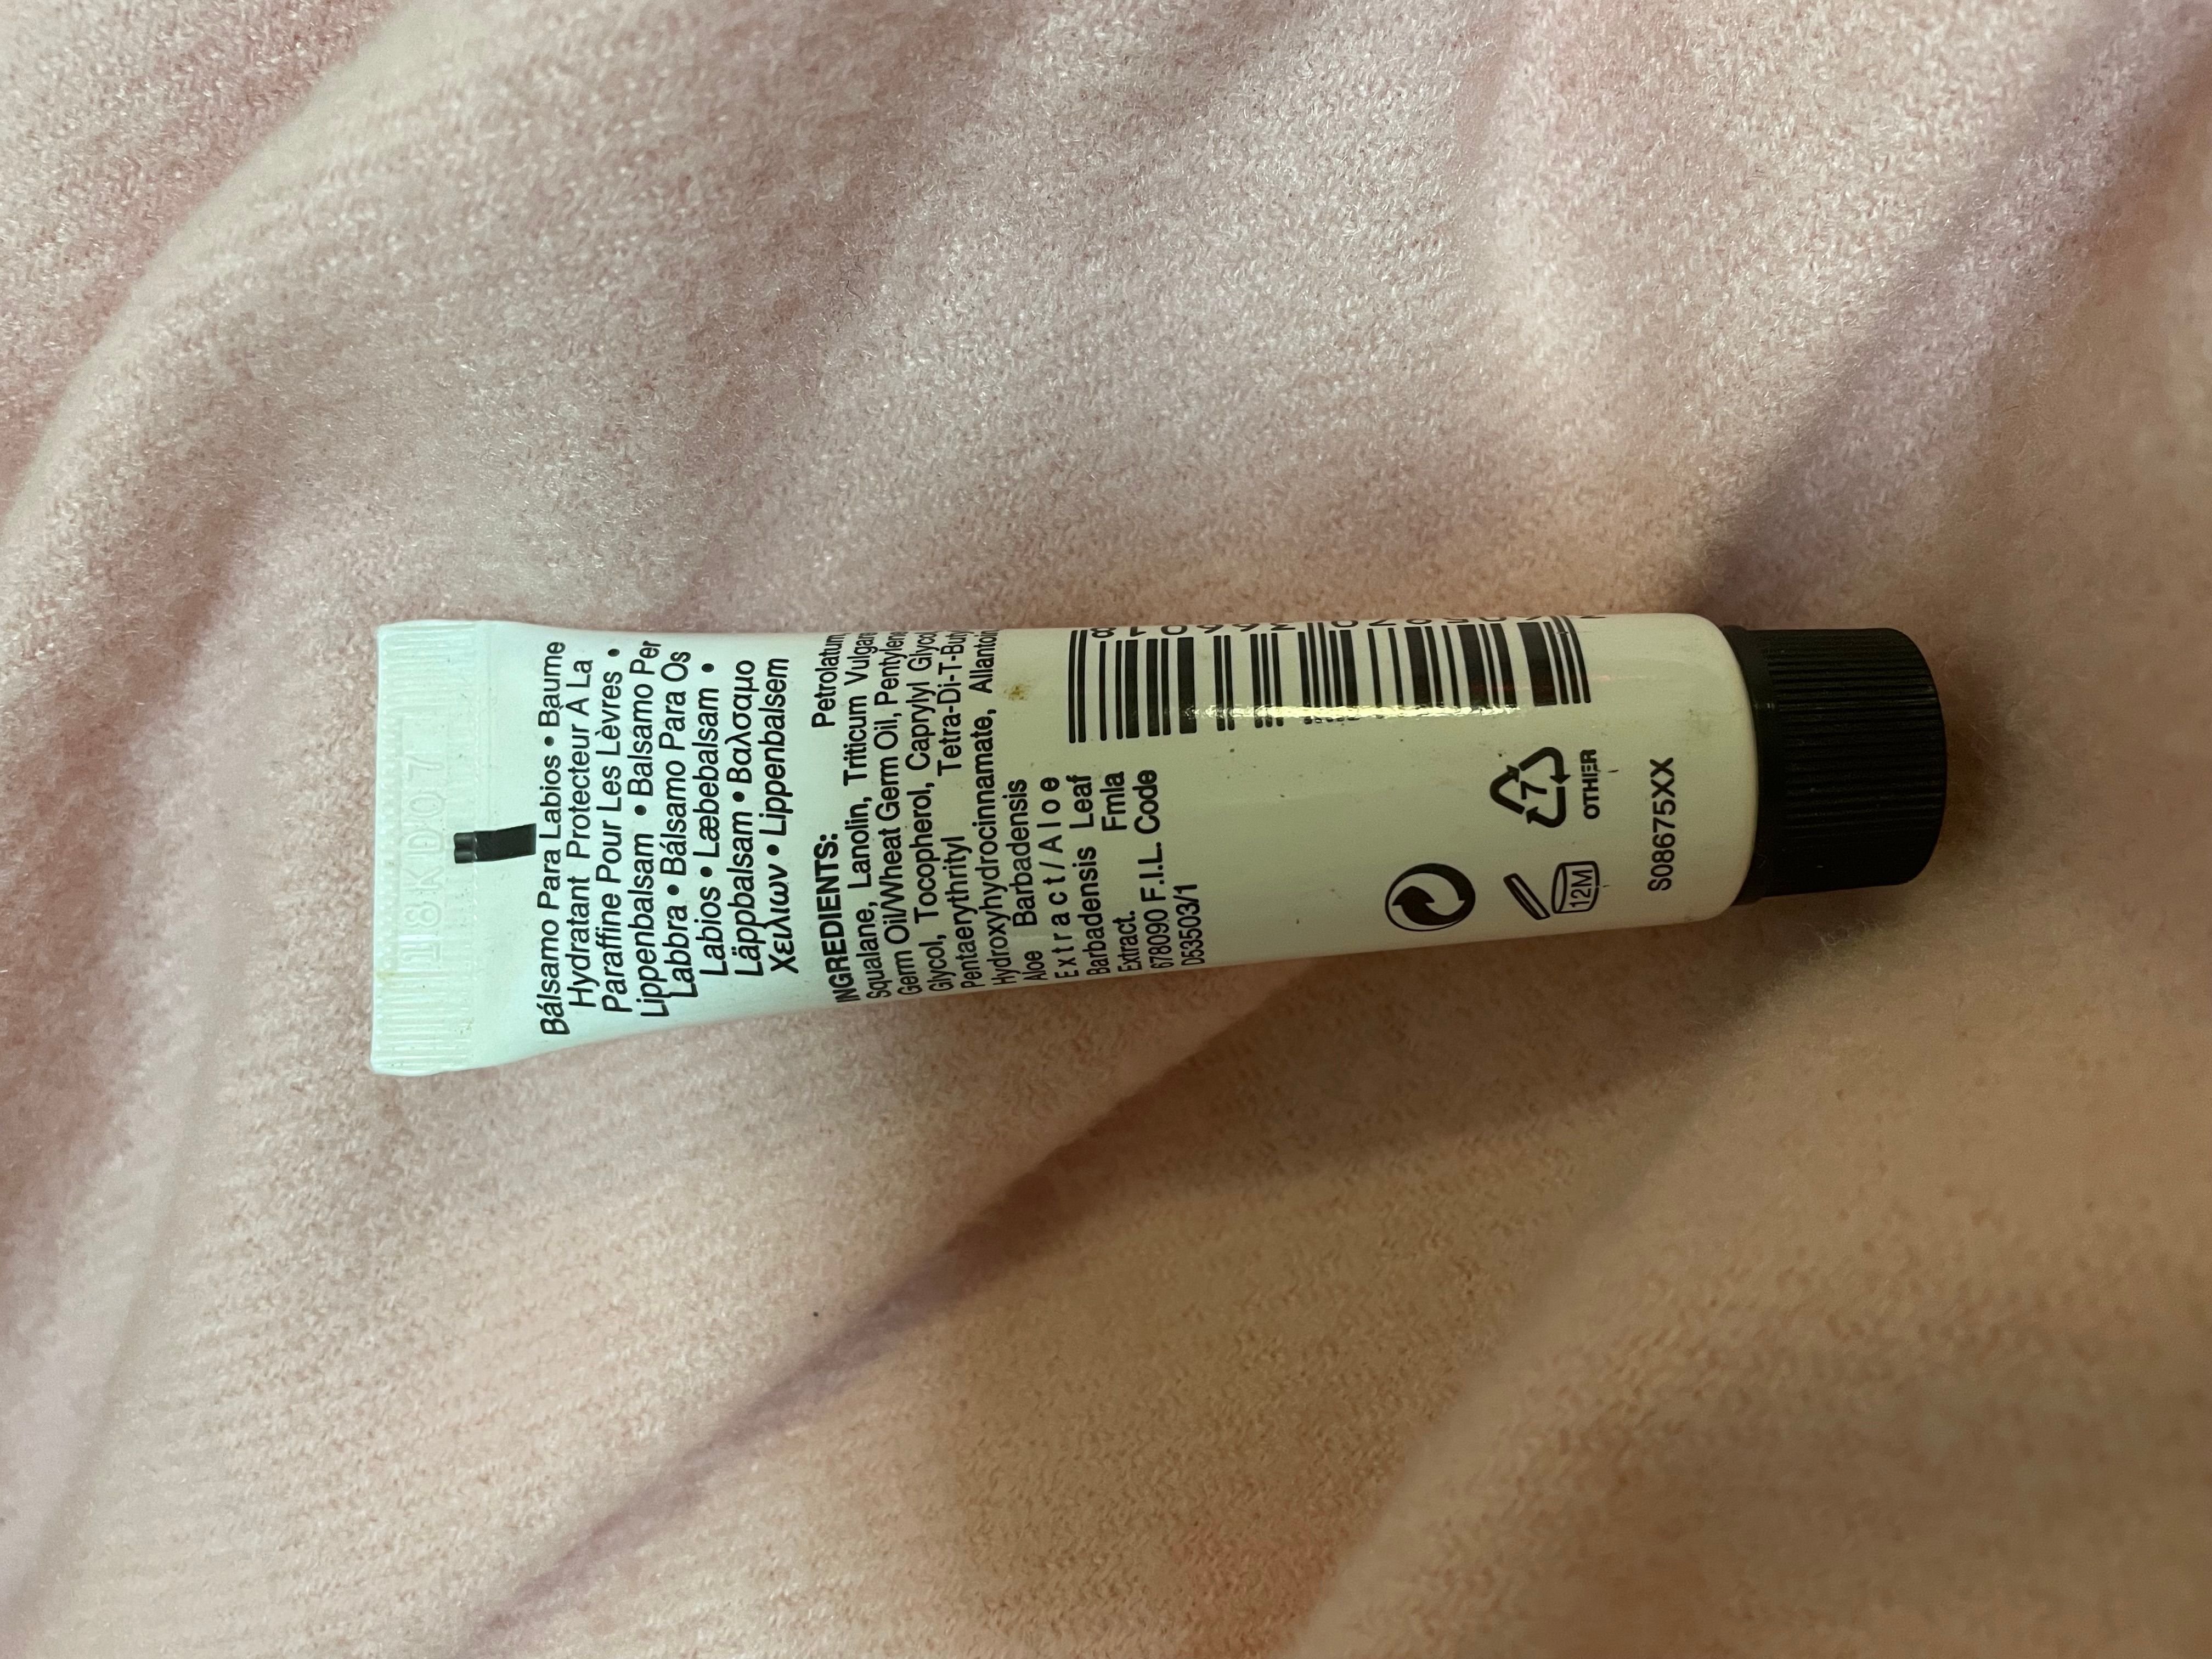 18KD07
Bálsamo Para Labios • Baume
Hydratant Protecteur À La
Paraffine Pour Les Lèvres •
Lippenbalsam • Balsamo Per
Labbra • Bálsamo Para Os
Labios • Læbebalsam •
Läppbalsam • Βαλσαμο
Χειλιων • Lippenbalsem
INGREDIENTS: Petrolatum
Squalane, Lanolin, Triticum Vulgare
Germ Oil/Wheat Germ Oil, Pentylene
Glycol, Tocopherol, Caprylyl Glycol
Pentaerythrityl Tetra-Di-T-Butyl
Hydroxyhydrocinnamate, Allantoin
Aloe Barbadensis
Extract/Aloe
Barbadensis Leaf
Extract. Fmla
678090 F.I.L. Code
D53503/1
7
OTHER
12M
S08675XX